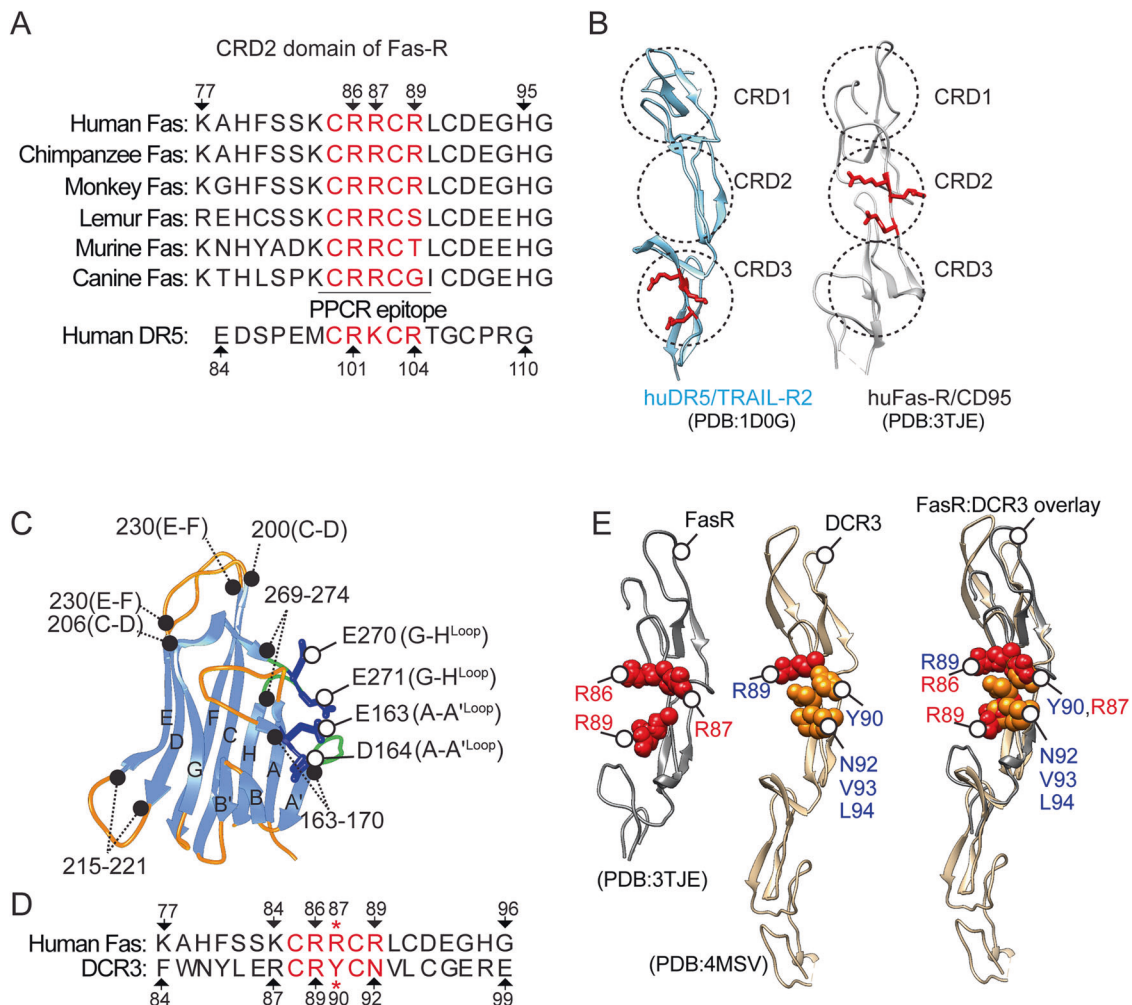 A
CRD2 domain of Fas-R
77 86 87 89 95
Human Fas: KAHFSSKCRRCRLCDEGHG
Chimpanzee Fas: KAHFSSKCRRCRLCDEGHG
Monkey Fas: KGHFSSKCRRCRLCDEGHG
Lemur Fas: REHCSSKCRRCSLCDEEHG
Murine Fas: KNHYADKCRRCTLCDEEHG
Canine Fas: KTHLSPKCRRCGICDGEHG
PPCR epitope
Human DR5: EDSPEMCRKCRTGCPRG
84 101 104 110
B
CRD1
CRD2
CRD3
huDR5/TRAIL-R2
(PDB:1D0G)
CRD1
CRD2
CRD3
huFas-R/CD95
(PDB:3TJE)
C
230(E-F)
200(C-D)
230(E-F)
206(C-D)
269-274
E270 (G-H^Loop)
E271 (G-H^Loop)
E163 (A-A'^Loop)
D164 (A-A'^Loop)
E
D
F
C
H
A
G
B'
B
A'
163-170
215-221
D
77 84 86 87 89 96
*
Human Fas: KAHFSSKCRRCRLCDEGHG
DCR3: FWNYLERCRYCNVLCGERE
*
84 87 89 90 92 99
E
FasR
R86
R89
R87
(PDB:3TJE)
DCR3
R89
Y90
N92
V93
L94
(PDB:4MSV)
FasR:DCR3 overlay
R89
R86
R89
Y90,R87
N92
V93
L94